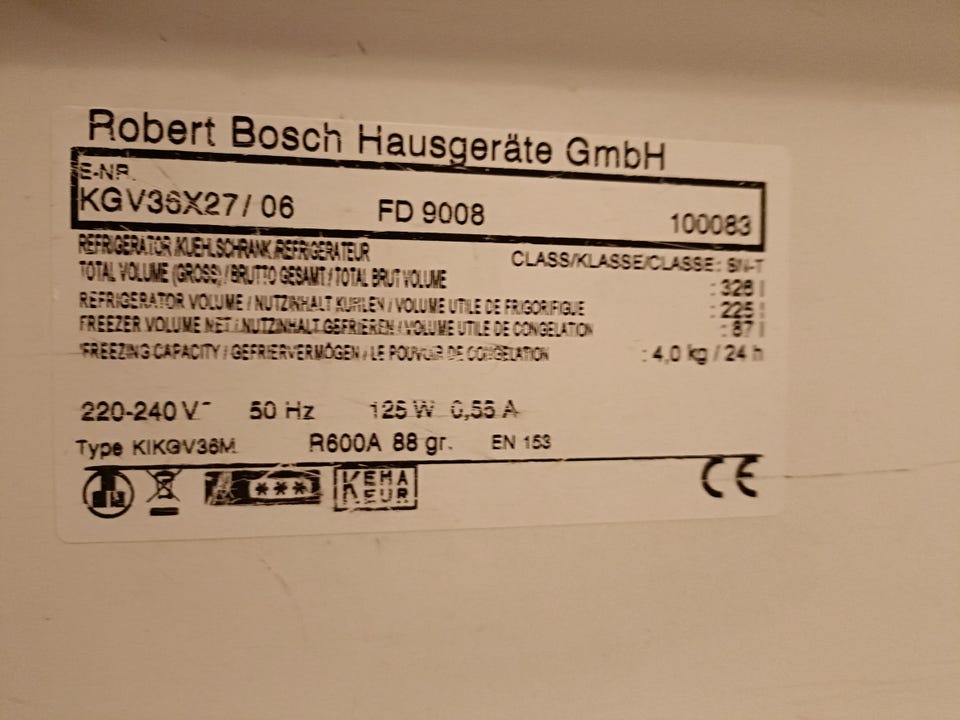 Robert Bosch Hausgeräte GmbH
E-NR.
KGV36X27/ 06 FD 9008 100083
REFRIGERATOR/KUEHLSCHRANK/REFRIGERATEUR CLASS/KLASSE/CLASSE: SN-T
TOTAL VOLUME (GROSS) / BRUTTO GESAMT / TOTAL BRUT VOLUME : 326 l
REFRIGERATOR VOLUME / NUTZINHALT KUHLEN / VOLUME UTILE DE FRIGORIFIGUE : 225 l
FREEZER VOLUME NET / NUTZINHALT GEFRIEREN / VOLUME UTILE DE CONGELATION : 87 l
FREEZING CAPACITY / GEFRIERVERMÖGEN / LE POUVOIR DE CONGELATION : 4,0 kg / 24 h
220-240 V~ 50 Hz 125 W 0,55 A
Type KIKGV36M R600A 88 gr. EN 153
KEMA
EUR
CE